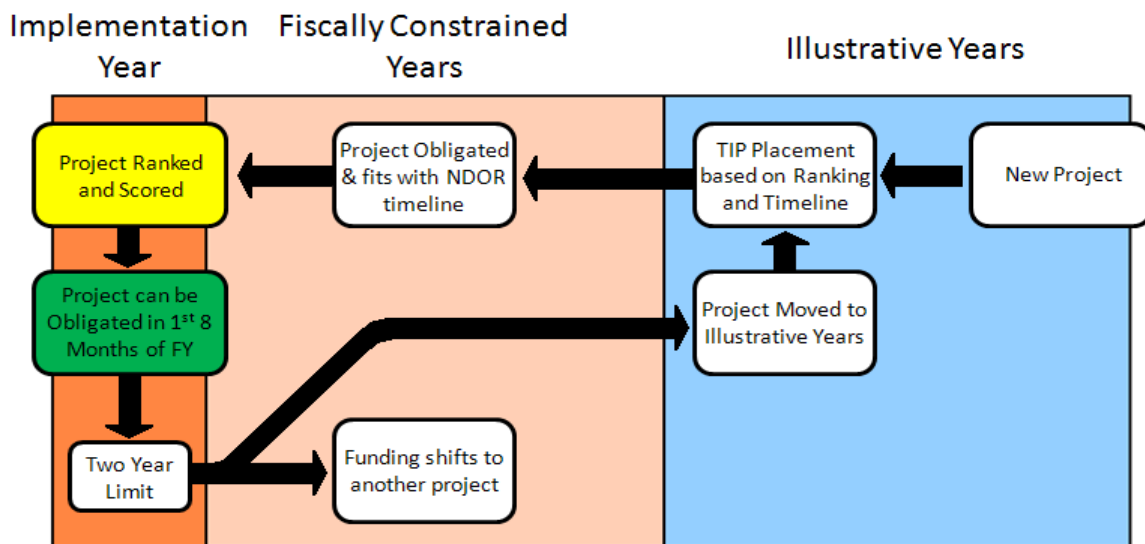 Implementation
Year
Fiscally Constrained
Years
Illustrative Years
Project Ranked
and Scored
Project Obligated
& fits with NDOR
timeline
TIP Placement
based on Ranking
and Timeline
New Project
Project can be
Obligated in 1st 8
Months of FY
Project Moved to
Illustrative Years
Two Year
Limit
Funding shifts to
another project